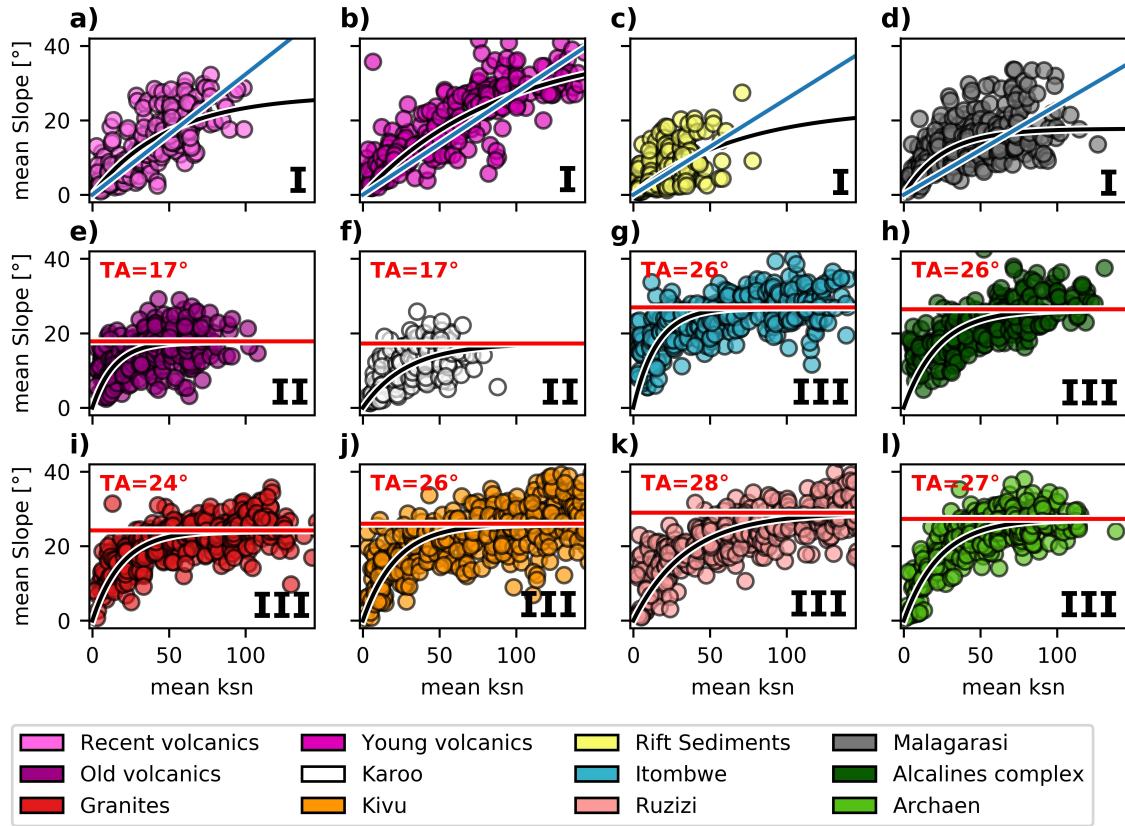 a) b) c) d)
mean Slope [°]
40
20
0
I I I I
e) f) g) h)
mean Slope [°]
40
20
0
TA=17° TA=17° TA=26° TA=26°
II II III III
i) j) k) l)
mean Slope [°]
40
20
0
TA=24° TA=26° TA=28° TA=27°
III III III III
0 50 100 0 50 100 0 50 100 0 50 100
mean ksn mean ksn mean ksn mean ksn
Recent volcanics Young volcanics Rift Sediments Malagarasi
Old volcanics Karoo Itombwe Alcalines complex
Granites Kivu Ruzizi Archaen